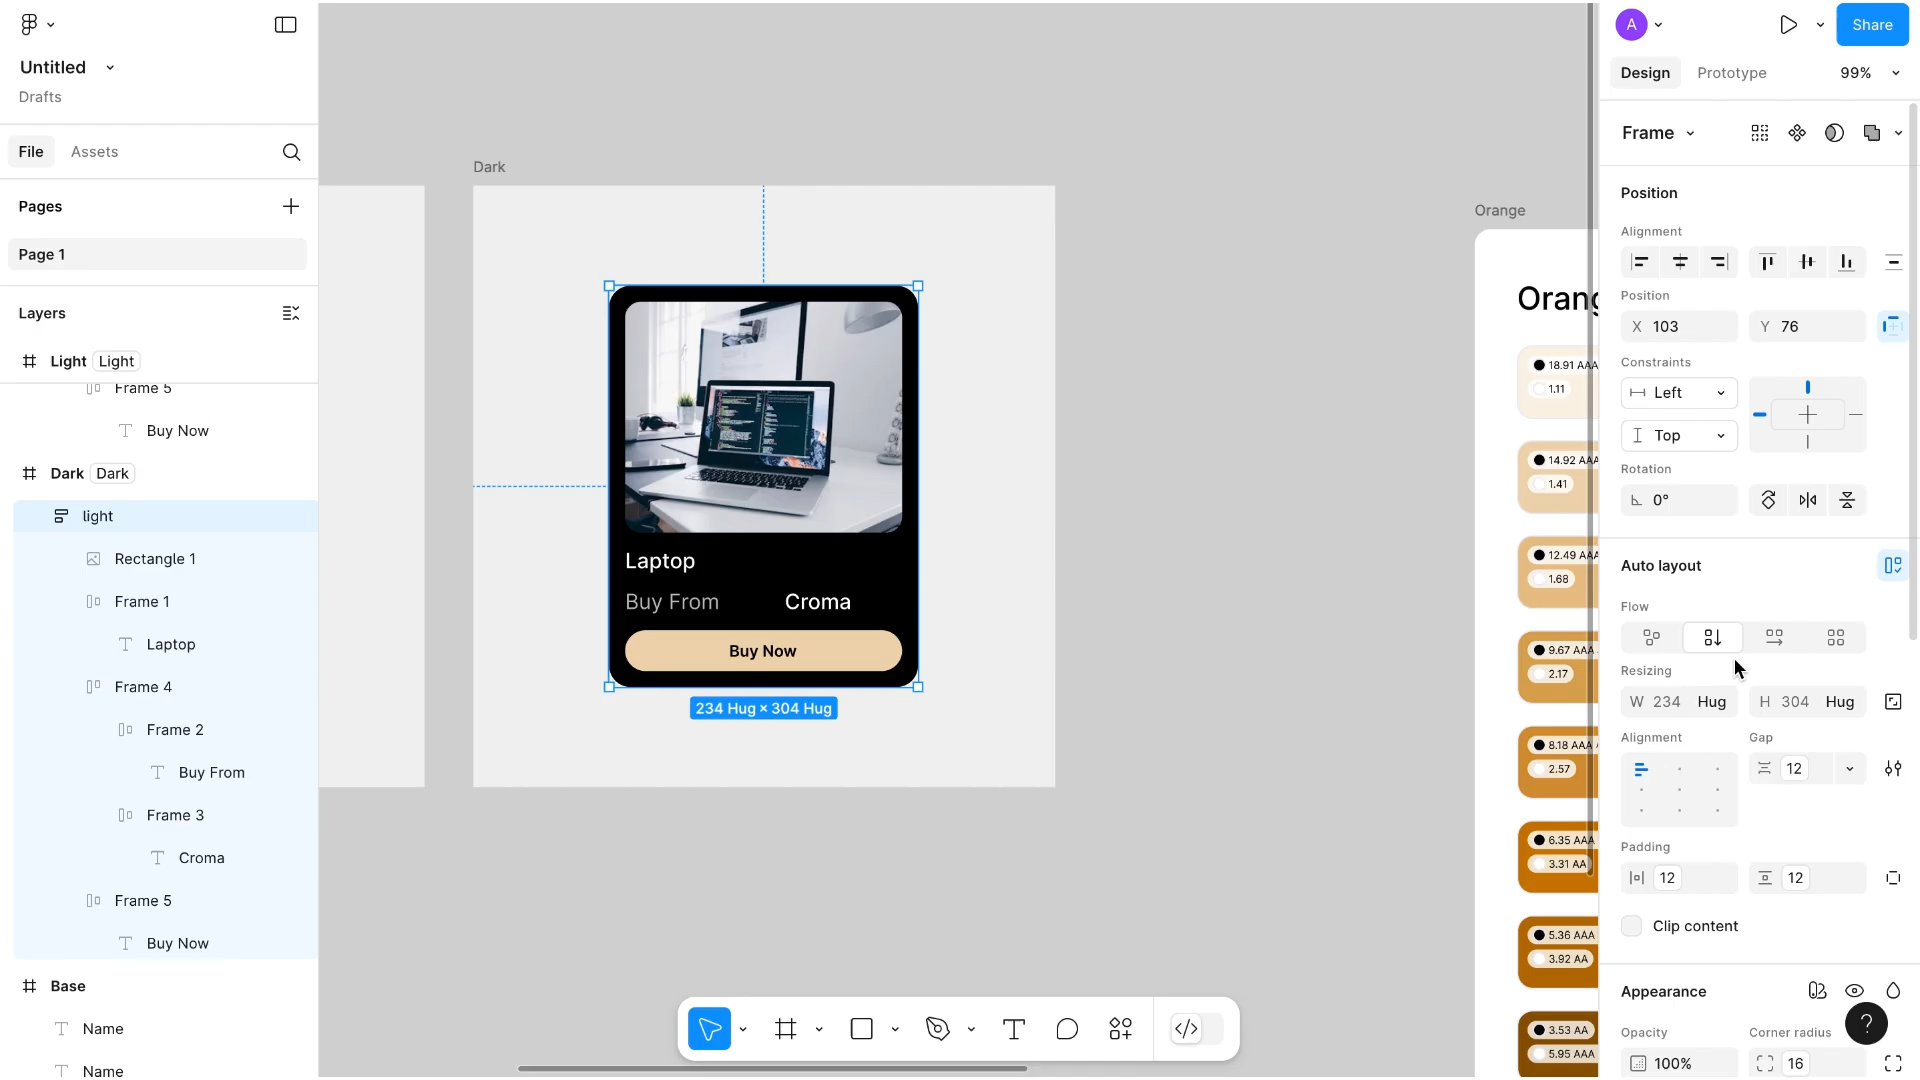 Untitled
Drafts
File
Assets
Pages
Page 1
Layers
Light Light
Frame 5
Buy Now
Dark Dark
light
Rectangle 1
Frame 1
Laptop
Frame 4
Frame 2
Buy From
Frame 3
Croma
Frame 5
Buy Now
Base
Name
Name
Dark
Laptop
Buy From
Croma
Buy Now
234 Hug × 304 Hug
Orange
Orang
18.91 AAA
1.11
14.92 AAA
1.41
12.49 AAA
1.68
9.67 AAA
2.17
8.18 AAA
2.57
6.35 AAA
3.31 AA
5.36 AAA
3.92 AA
3.53 AA
5.95 AAA
A
Share
Design
Prototype
99%
Frame
Position
Alignment
Position
X 103
Y 76
Constraints
Left
Top
Rotation
0°
Auto layout
Flow
Resizing
W 234 Hug
H 304 Hug
Alignment
Gap
12
Padding
12
12
Clip content
Appearance
Opacity
Corner radius
100%
16
?